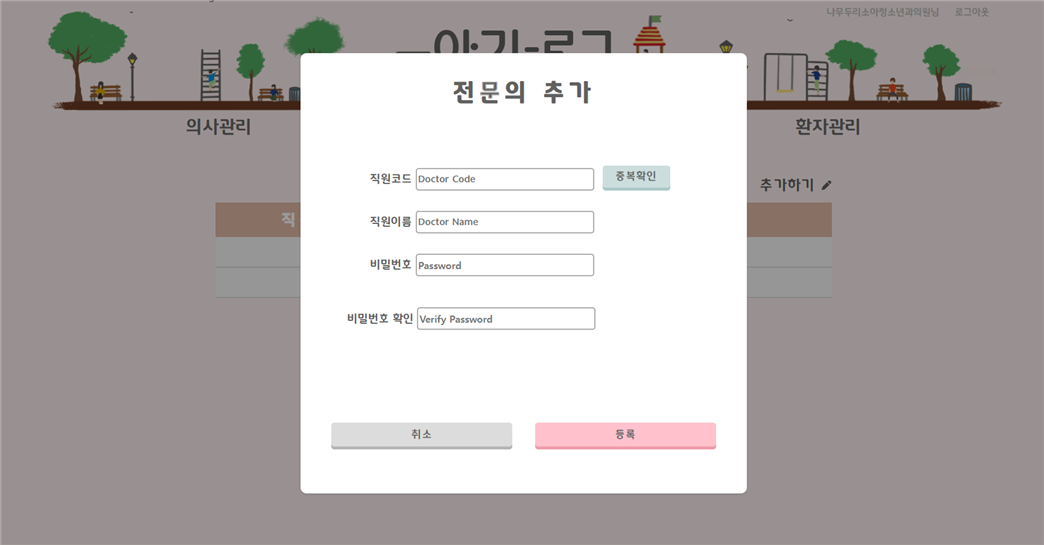 나무두리소아청소년과의원님 로그아웃
아기-로그
전문의 추가
의사관리 환자관리
직원코드 Doctor Code 중복확인
추가하기
직
직원이름 Doctor Name
비밀번호 Password
비밀번호 확인 Verify Password
취소 등록